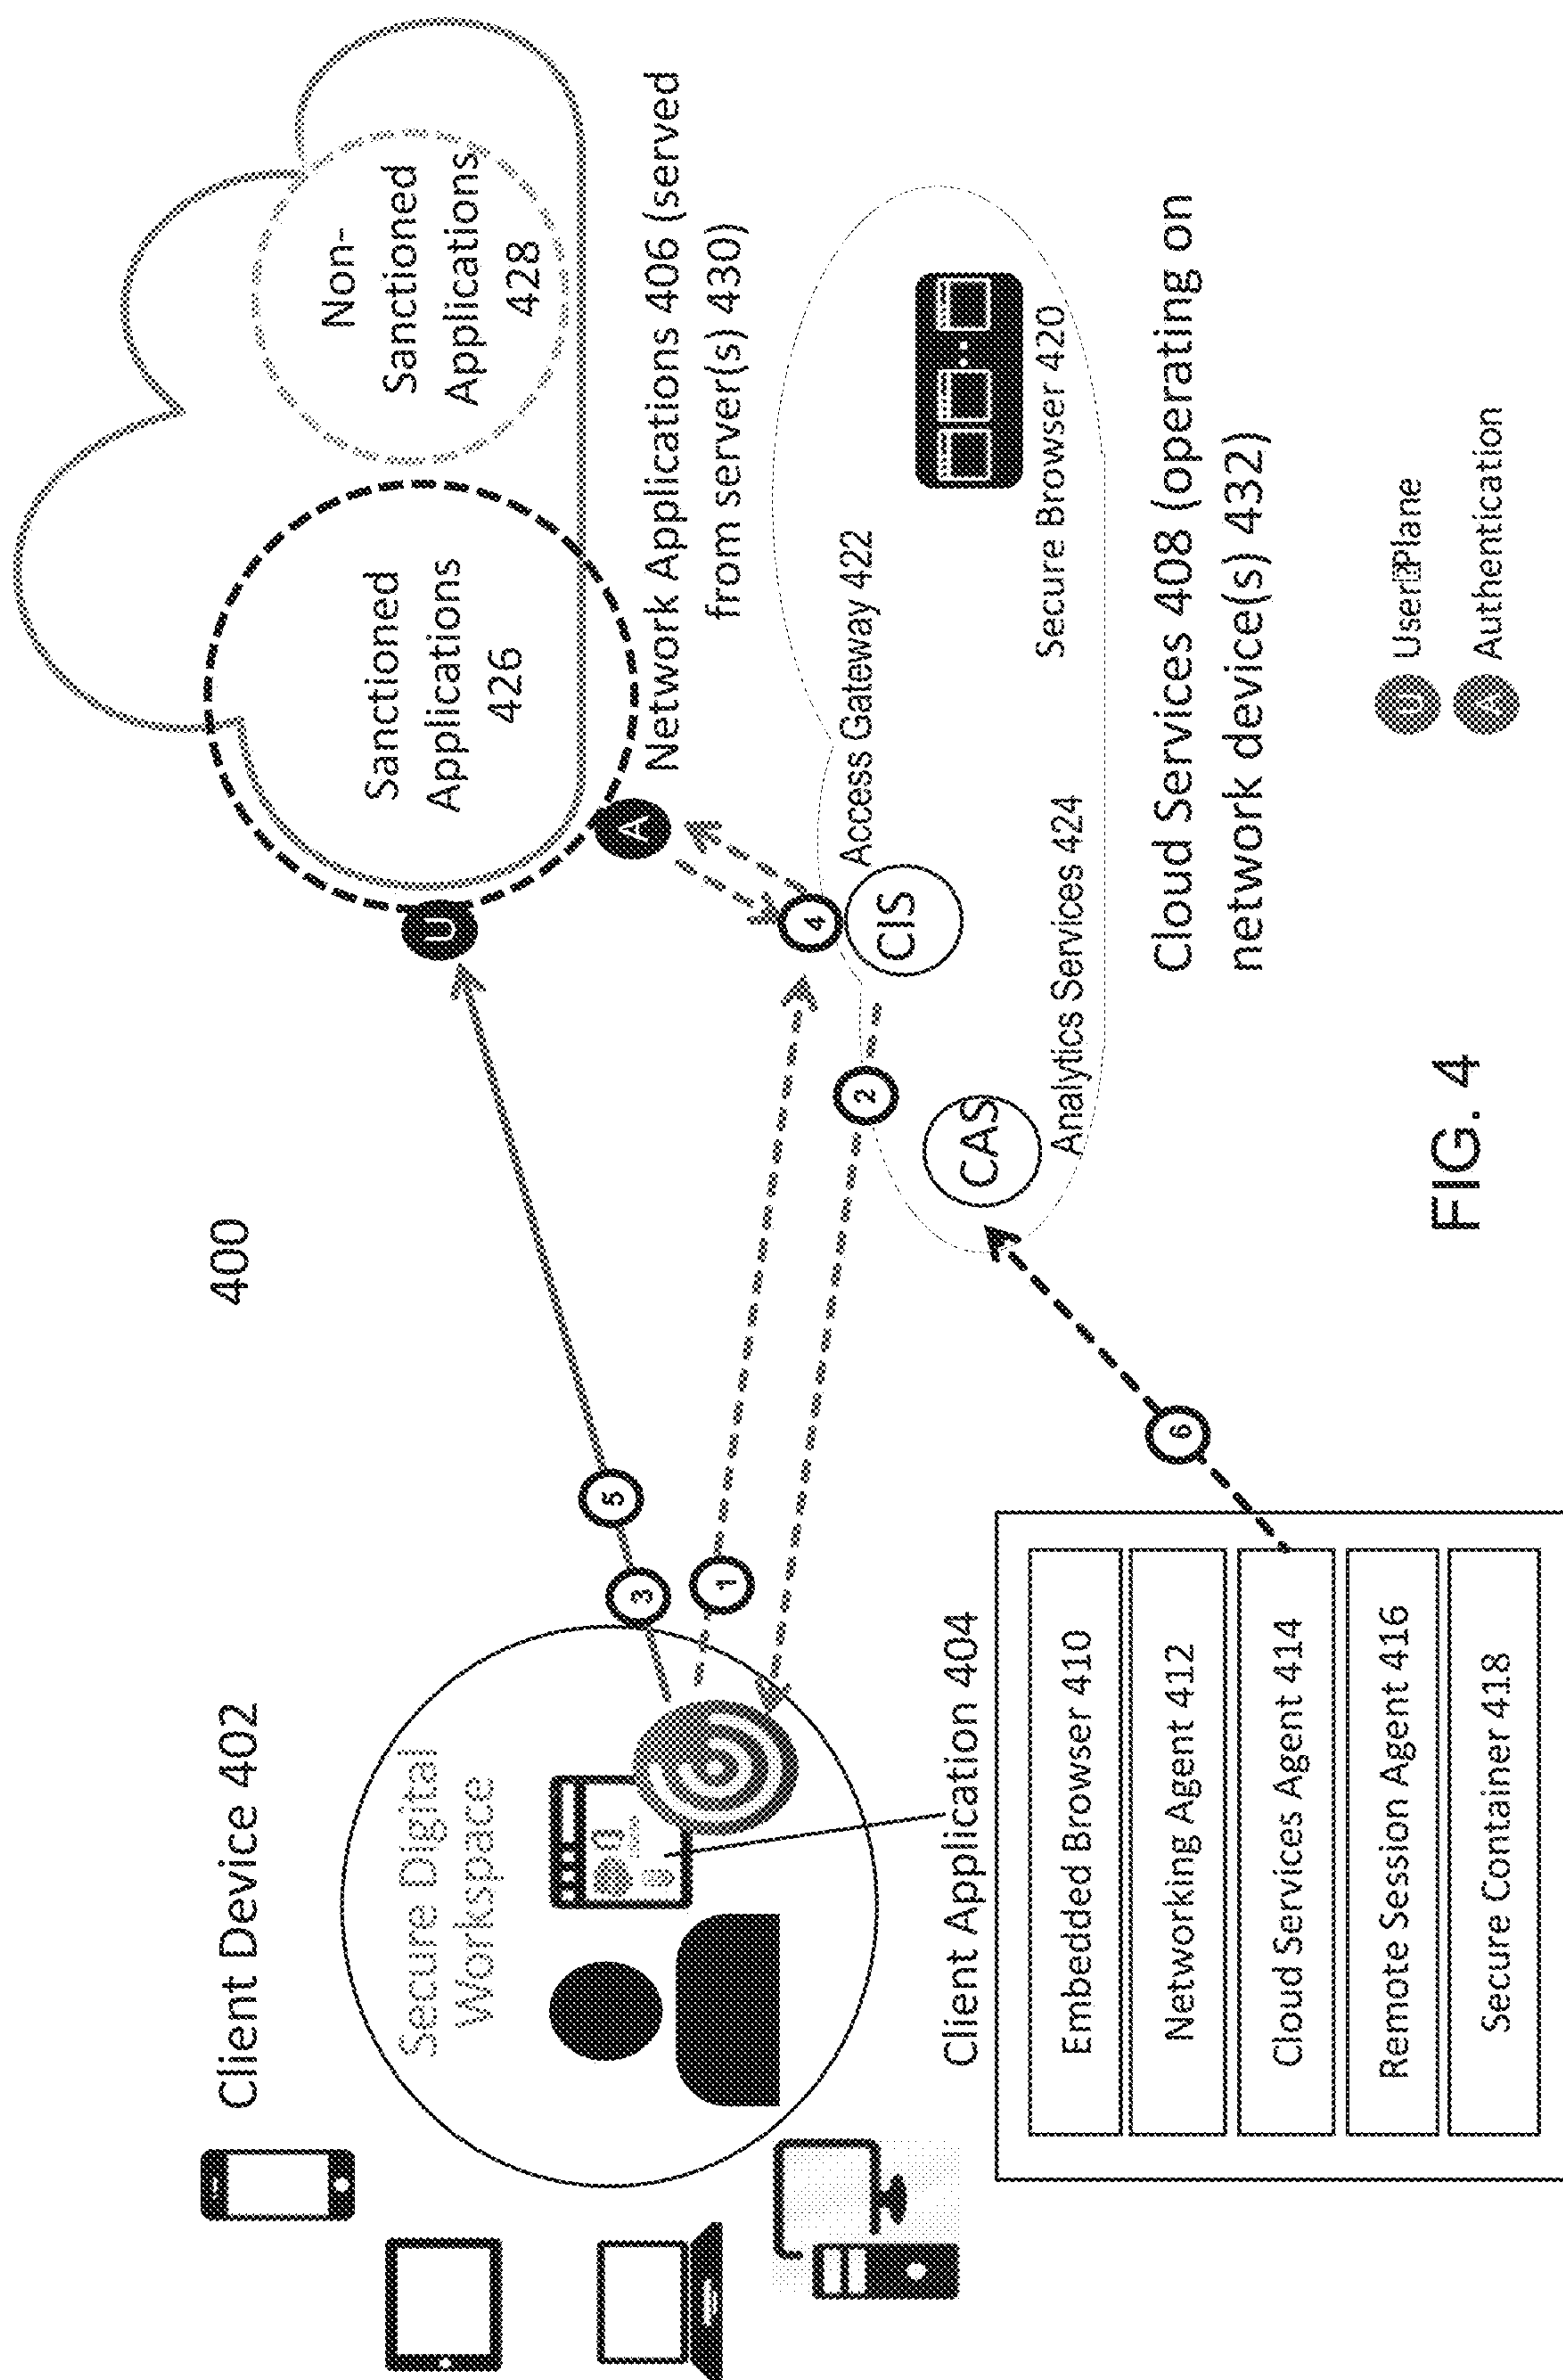 400
Client Device 402
Secure Digital
Workspace
Client Application 404
Embedded Browser 410
Networking Agent 412
Cloud Services Agent 414
Remote Session Agent 416
Secure Container 418
3
5
1
2
4
6
U
A
Sanctioned
Applications
426
Non-
Sanctioned
Applications
428
Network Applications 406 (served
from server(s) 430)
Access Gateway 422
CIS
CAS
Analytics Services 424
Secure Browser 420
Cloud Services 408 (operating on
network device(s) 432)
U
User Plane
A
Authentication
FIG. 4